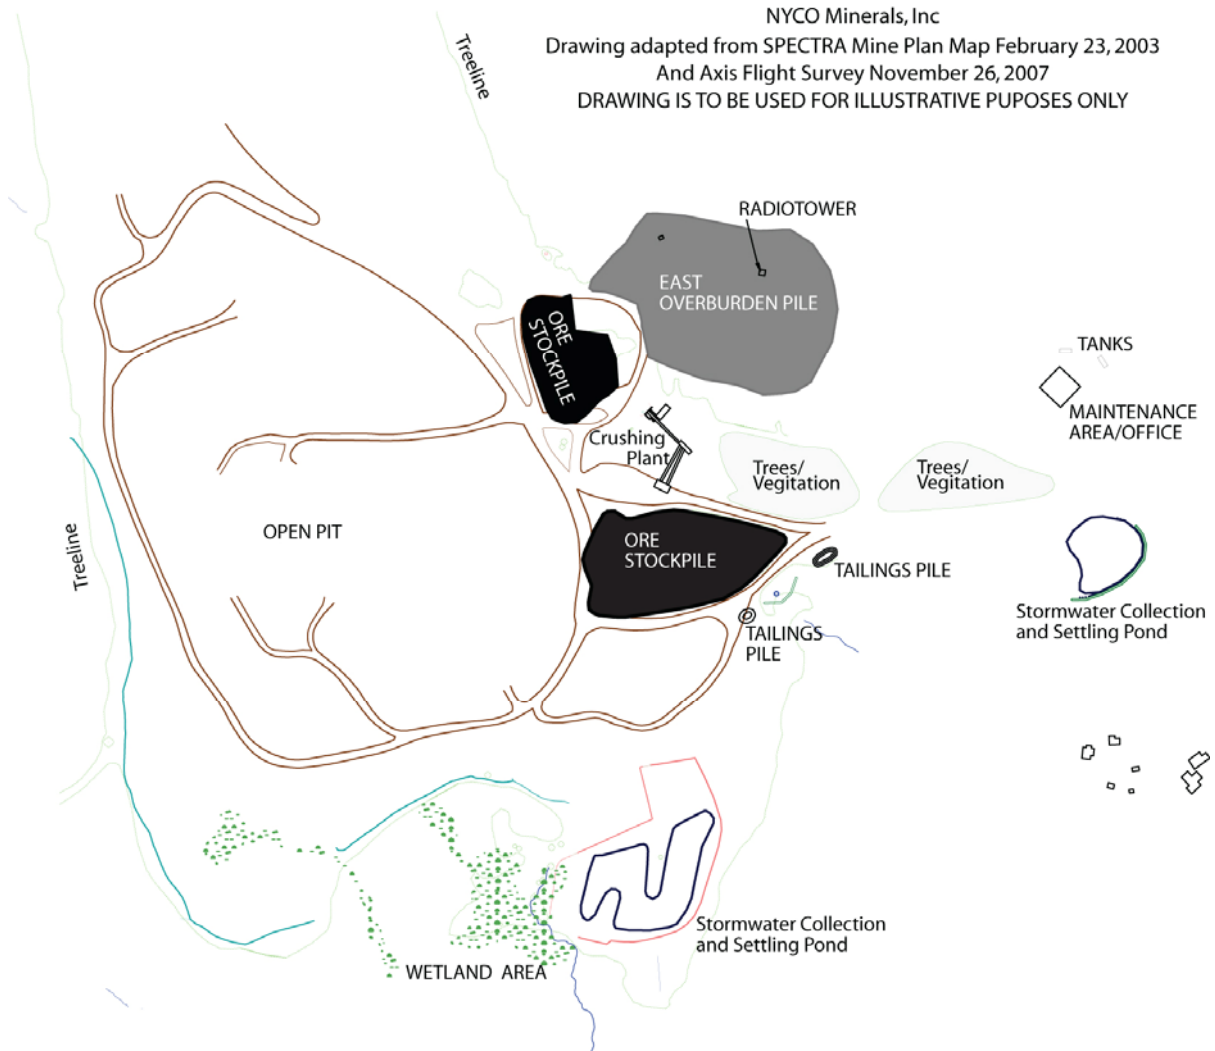 NYCO Minerals, Inc
Drawing adapted from SPECTRA Mine Plan Map February 23, 2003
And Axis Flight Survey November 26, 2007
DRAWING IS TO BE USED FOR ILLUSTRATIVE PUPOSES ONLY
Treeline
RADIOTOWER
EAST
OVERBURDEN PILE
ORE
STOCKPILE
TANKS
MAINTENANCE
AREA/OFFICE
Crushing
Plant
Trees/
Vegitation
Trees/
Vegitation
OPEN PIT
Treeline
ORE
STOCKPILE
TAILINGS PILE
Stormwater Collection
and Settling Pond
TAILINGS
PILE
Stormwater Collection
and Settling Pond
WETLAND AREA